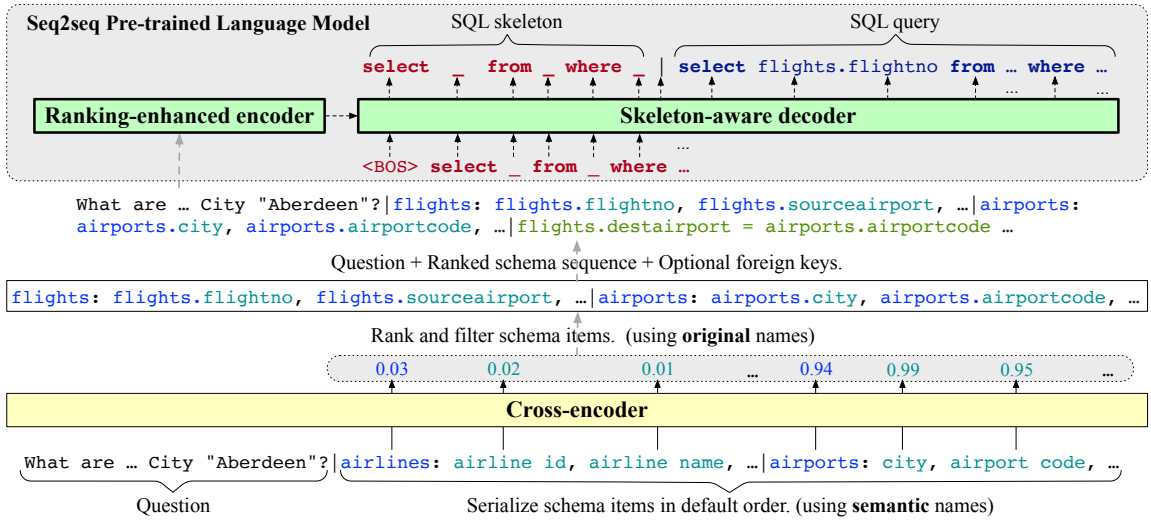 Seq2seq Pre-trained Language Model
SQL skeleton
SQL query
select _ from _ where _ | select flights.flightno from … where …
... ...
Ranking-enhanced encoder
Skeleton-aware decoder
...
<BOS> select _ from _ where …
What are … City "Aberdeen"?|flights: flights.flightno, flights.sourceairport, …|airports:
airports.city, airports.airportcode, …|flights.destairport = airports.airportcode …
Question + Ranked schema sequence + Optional foreign keys.
flights: flights.flightno, flights.sourceairport, …|airports: airports.city, airports.airportcode, …
Rank and filter schema items. (using original names)
0.03 0.02 0.01 … 0.94 0.99 0.95 …
Cross-encoder
What are … City "Aberdeen"?|airlines: airline id, airline name, …|airports: city, airport code, …
Question
Serialize schema items in default order. (using semantic names)